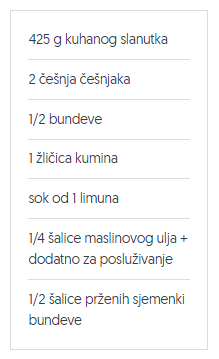 425 g kuhanog slanutka
2 češnja češnjaka
1/2 bundeve
1 žličica kumina
sok od 1 limuna
1/4 šalice maslinovog ulja +
dodatno za posluživanje
1/2 šalice prženih sjemenki
bundeve